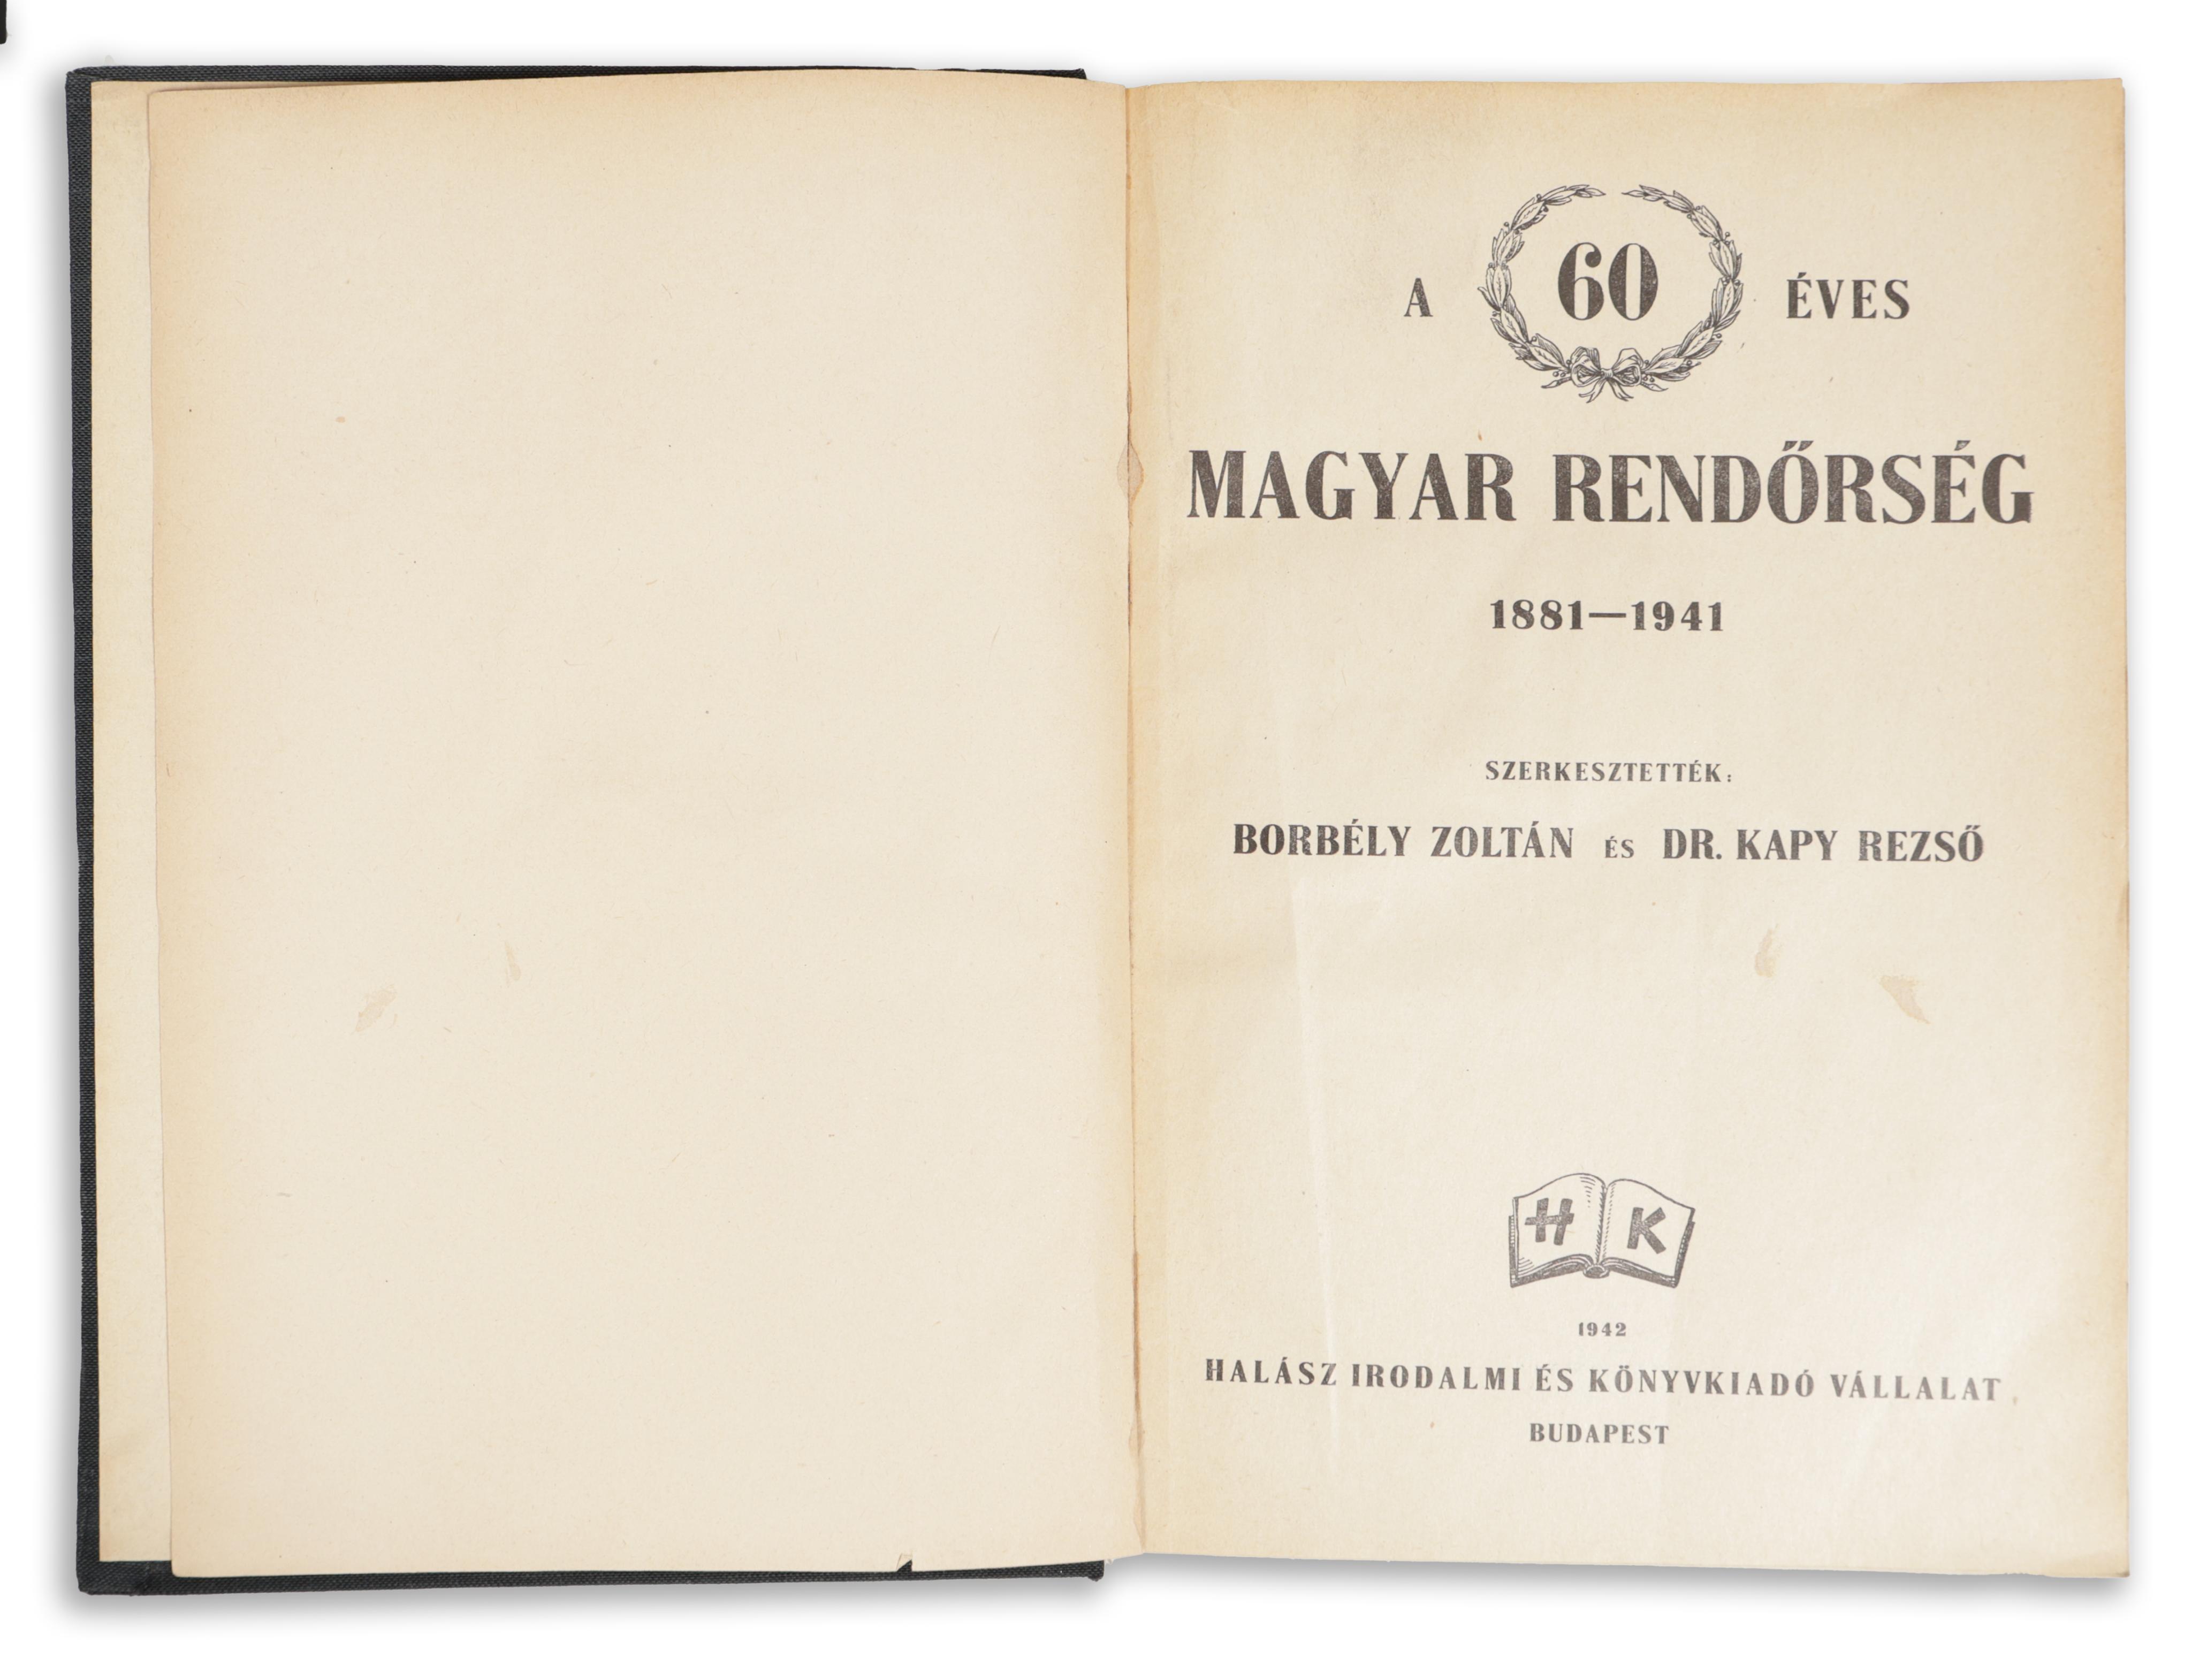 A 60 ÉVES
MAGYAR RENDŐRSÉG
1881—1941
SZERKESZTETTÉK:
BORBÉLY ZOLTÁN ÉS DR. KAPY REZSŐ
H K
1942
HALÁSZ IRODALMI ÉS KÖNYVKIADÓ VÁLLALAT
BUDAPEST